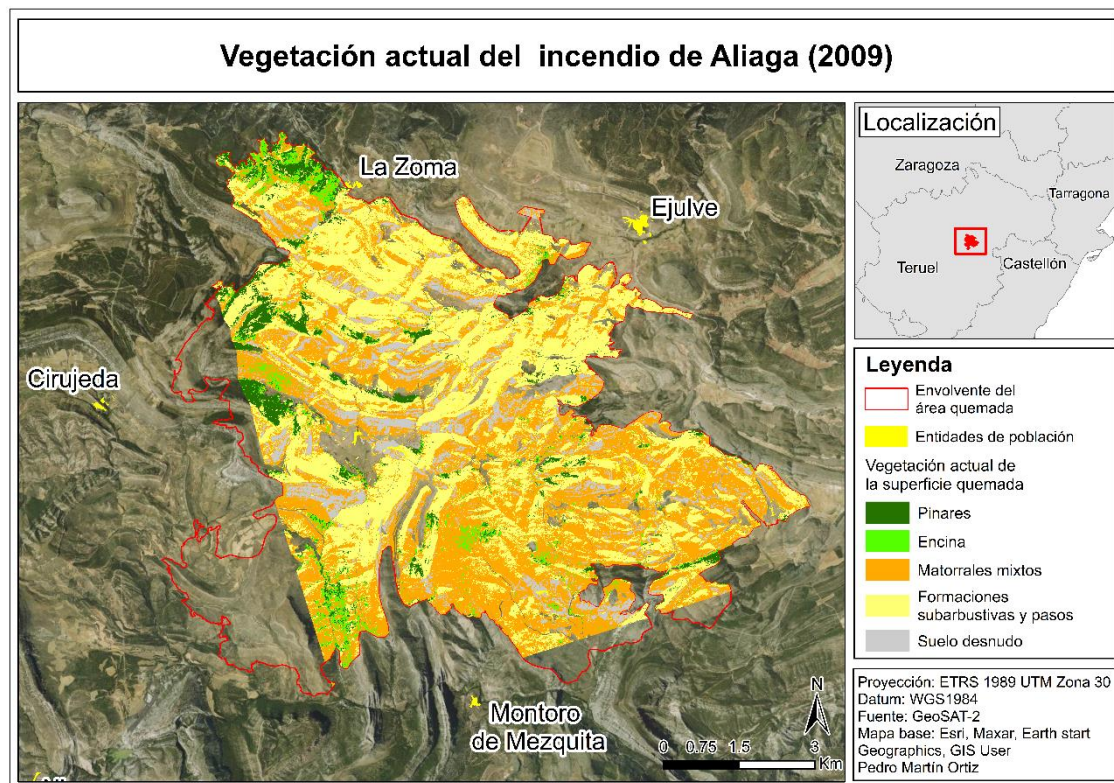 Vegetación actual del  incendio de Aliaga (2009)
La Zoma
Ejulve
Cirujeda
Montoro
de Mezquita
N
0 0.75 1.5 3
Km
Localización
Zaragoza
Tarragona
Teruel
Castellón
Leyenda
Envolvente del
área quemada
Entidades de población
Vegetación actual de
la superficie quemada
Pinares
Encina
Matorrales mixtos
Formaciones
subarbustivas y pasos
Suelo desnudo
Proyección: ETRS 1989 UTM Zona 30
Datum: WGS1984
Fuente: GeoSAT-2
Mapa base: Esri, Maxar, Earth start
Geographics, GIS User
Pedro Martín Ortiz